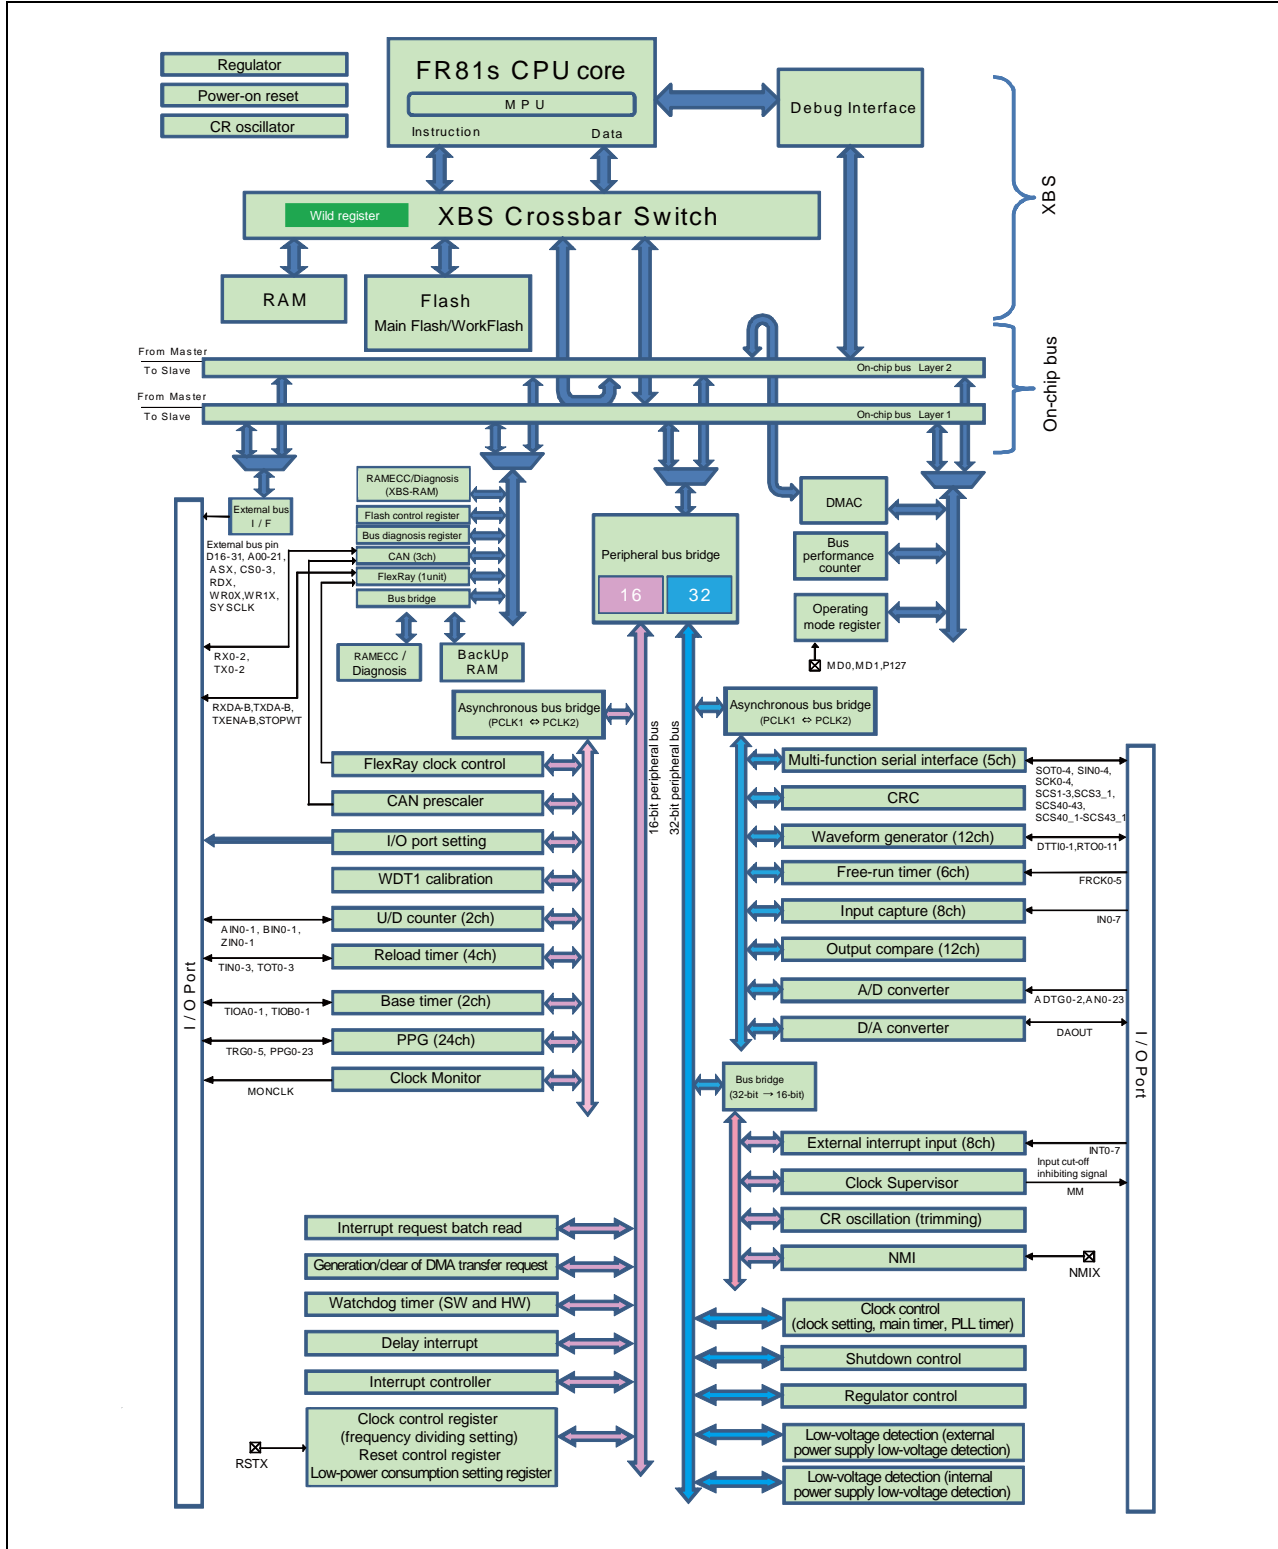 Regulator
Power-on reset
CR oscillator
FR81s CPU core
MPU
Instruction
Data
Debug Interface
XBS
Wild register
XBS Crossbar Switch
RAM
Flash
Main Flash/WorkFlash
On-chip bus
From Master
To Slave
On-chip bus Layer 2
From Master
To Slave
On-chip bus Layer 1
External bus
I / F
RAMECC/Diagnosis
(XBS-RAM)
Flash control register
Bus diagnosis register
CAN (3ch)
FlexRay (1unit)
Bus bridge
RAMECC /
Diagnosis
BackUp
RAM
External bus pin
D16-31, A00-21,
ASX, CS0-3,
RDX,
WR0X,WR1X,
SYSCLK
RX0-2,
TX0-2
RXDA-B,TXDA-B,
TXENA-B,STOPWT
Peripheral bus bridge
16
32
DMAC
Bus
performance
counter
Operating
mode register
MD0,MD1,P127
Asynchronous bus bridge
(PCLK1 ⇔ PCLK2)
16-bit peripheral bus
32-bit peripheral bus
Asynchronous bus bridge
(PCLK1 ⇔ PCLK2)
FlexRay clock control
CAN prescaler
I/O port setting
WDT1 calibration
U/D counter (2ch)
AIN0-1, BIN0-1,
ZIN0-1
Reload timer (4ch)
TIN0-3, TOT0-3
Base timer (2ch)
TIOA0-1, TIOB0-1
PPG (24ch)
TRG0-5, PPG0-23
Clock Monitor
MONCLK
I / O Port
Multi-function serial interface (5ch)
SOT0-4, SIN0-4,
SCK0-4,
SCS1-3,SCS3_1,
SCS40-43,
SCS40_1-SCS43_1
CRC
Waveform generator (12ch)
DTTI0-1,RTO0-11
Free-run timer (6ch)
FRCK0-5
Input capture (8ch)
IN0-7
Output compare (12ch)
A/D converter
ADTG0-2,AN0-23
D/A converter
DAOUT
I / O Port
Bus bridge
(32-bit → 16-bit)
External interrupt input (8ch)
INT0-7
Input cut-off
inhibiting signal
Clock Supervisor
MM
CR oscillation (trimming)
NMI
NMIX
Interrupt request batch read
Generation/clear of DMA transfer request
Watchdog timer (SW and HW)
Delay interrupt
Interrupt controller
Clock control register
(frequency dividing setting)
Reset control register
Low-power consumption setting register
RSTX
Clock control
(clock setting, main timer, PLL timer)
Shutdown control
Regulator control
Low-voltage detection (external
power supply low-voltage detection)
Low-voltage detection (internal
power supply low-voltage detection)